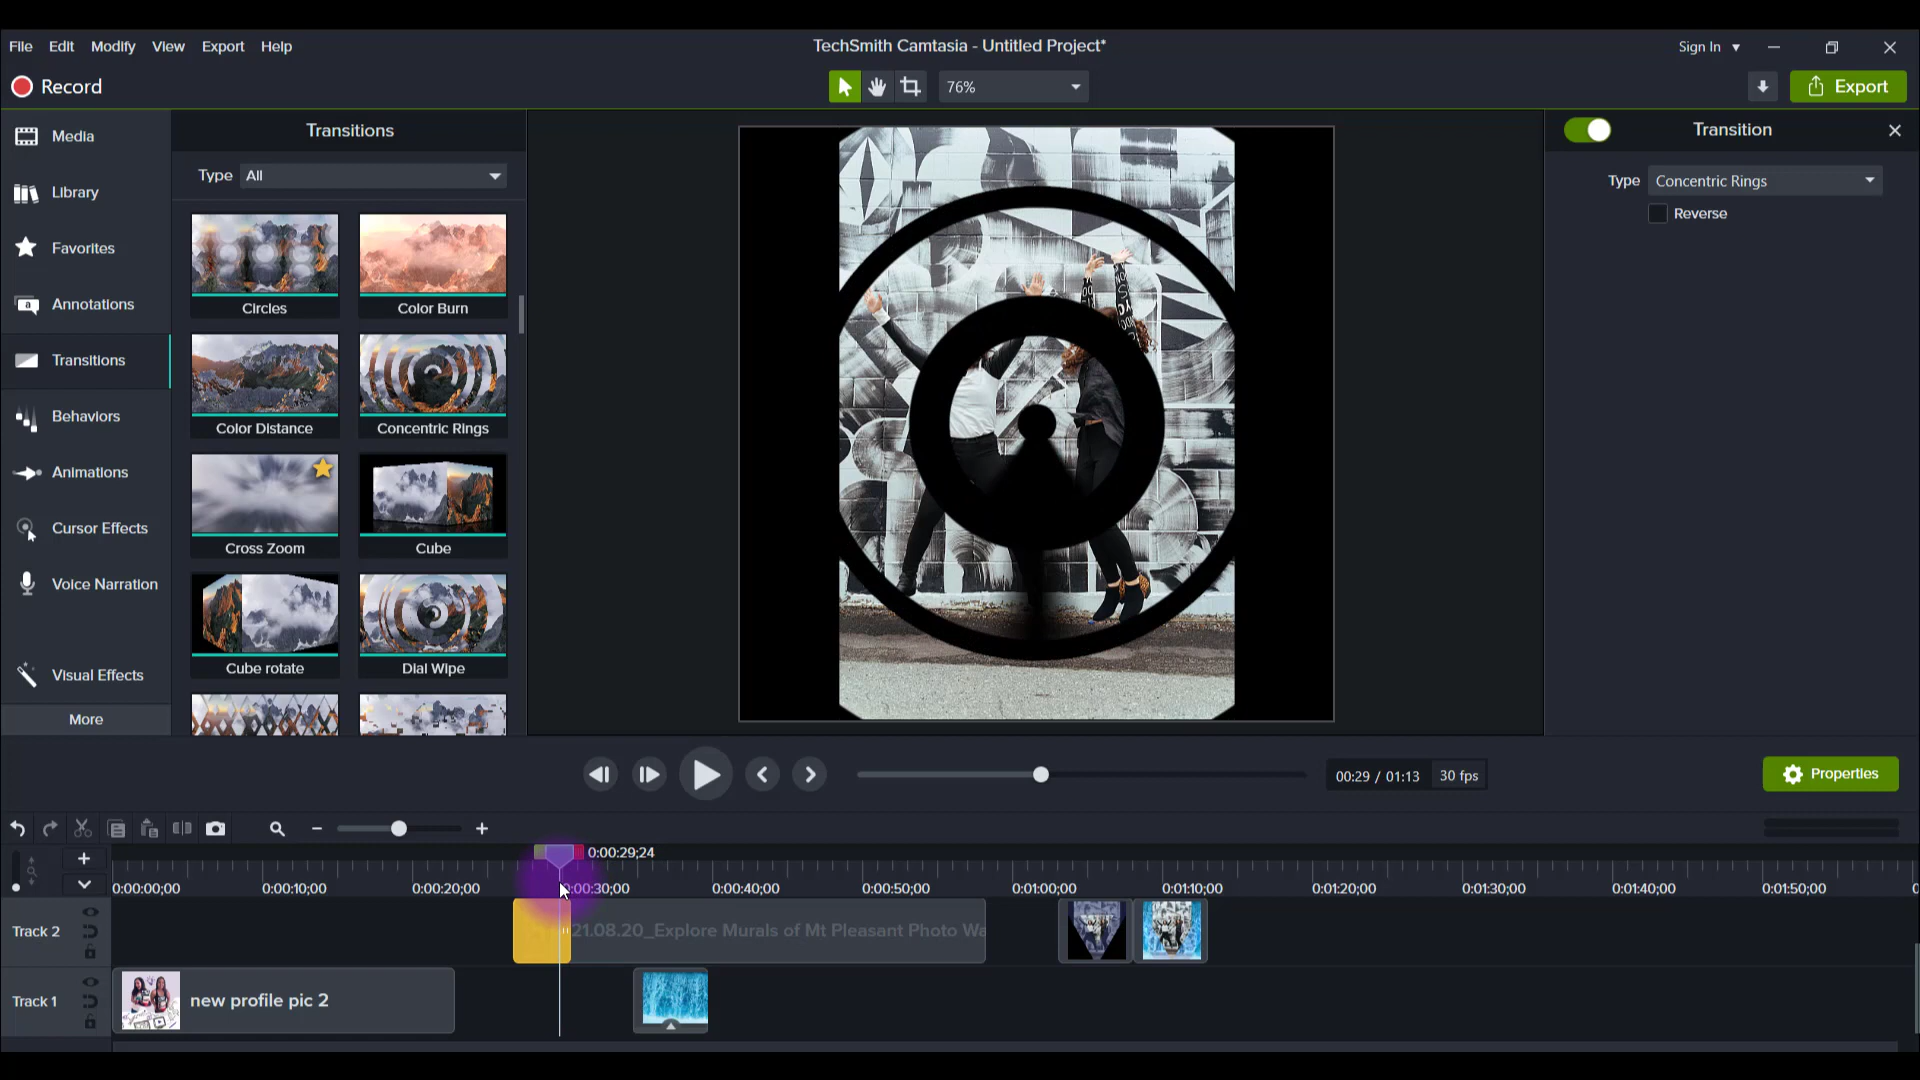 File Edit Modify View Export Help
TechSmith Camtasia - Untitled Project*
Sign In
Record
76%
Export
Media
Library
Favorites
Annotations
Transitions
Behaviors
Animations
Cursor Effects
Voice Narration
Visual Effects
More
Transitions
Type All
Circles Color Burn
Color Distance Concentric Rings
Cross Zoom Cube
Cube rotate Dial Wipe
Transition
Type Concentric Rings
Reverse
00:29 / 01:13 30 fps
Properties
0:00:29;24
0:00:00;00 0:00:10;00 0:00:20;00 0:00:30;00 0:00:40;00 0:00:50;00 0:01:00;00 0:01:10;00 0:01:20;00 0:01:30;00 0:01:40;00 0:01:50;00
Track 2
21.08.20_Explore Murals of Mt Pleasant Photo Wa
Track 1
new profile pic 2